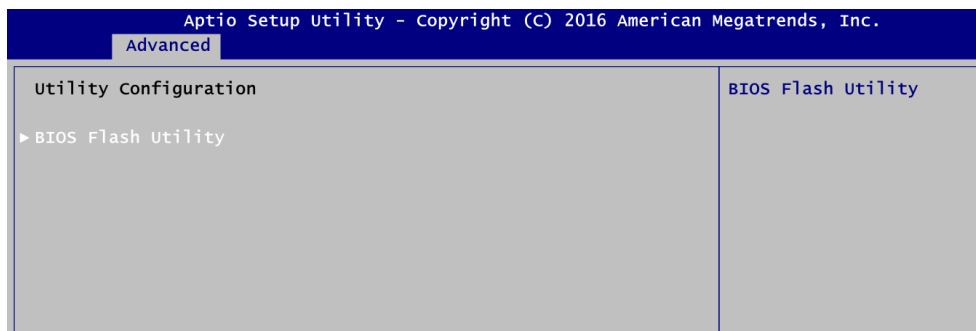 Aptio Setup Utility - Copyright (C) 2016 American Megatrends, Inc.
Advanced
Utility Configuration
BIOS Flash Utility
BIOS Flash Utility